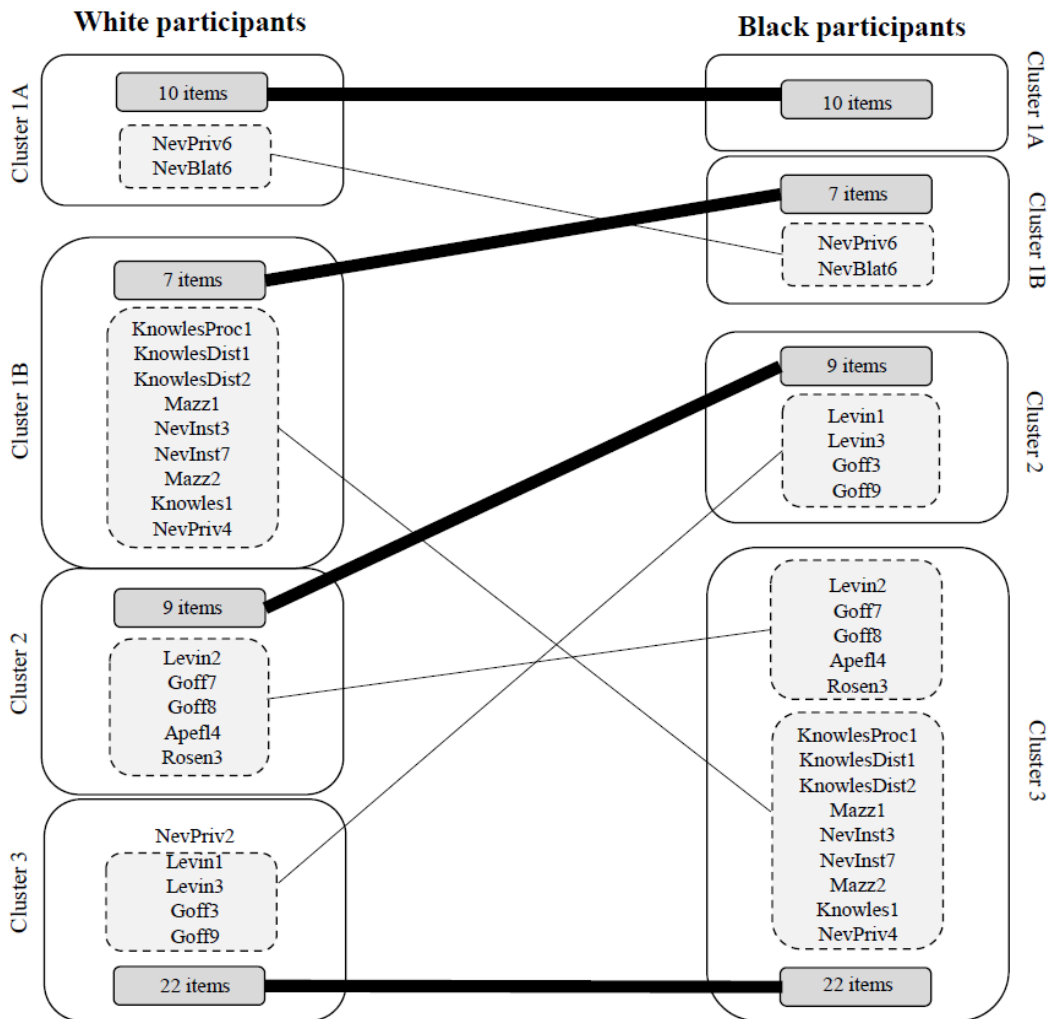 White participants
Cluster 1A
10 items
NevPriv6
NevBlat6
Cluster 1B
7 items
KnowlesProc1
KnowlesDist1
KnowlesDist2
Mazz1
NevInst3
NevInst7
Mazz2
Knowles1
NevPriv4
Cluster 2
9 items
Levin2
Goff7
Goff8
Apefl4
Rosen3
Cluster 3
NevPriv2
Levin1
Levin3
Goff3
Goff9
22 items
Black participants
Cluster 1A
10 items
Cluster 1B
7 items
NevPriv6
NevBlat6
Cluster 2
9 items
Levin1
Levin3
Goff3
Goff9
Cluster 3
Levin2
Goff7
Goff8
Apefl4
Rosen3
KnowlesProc1
KnowlesDist1
KnowlesDist2
Mazz1
NevInst3
NevInst7
Mazz2
Knowles1
NevPriv4
22 items